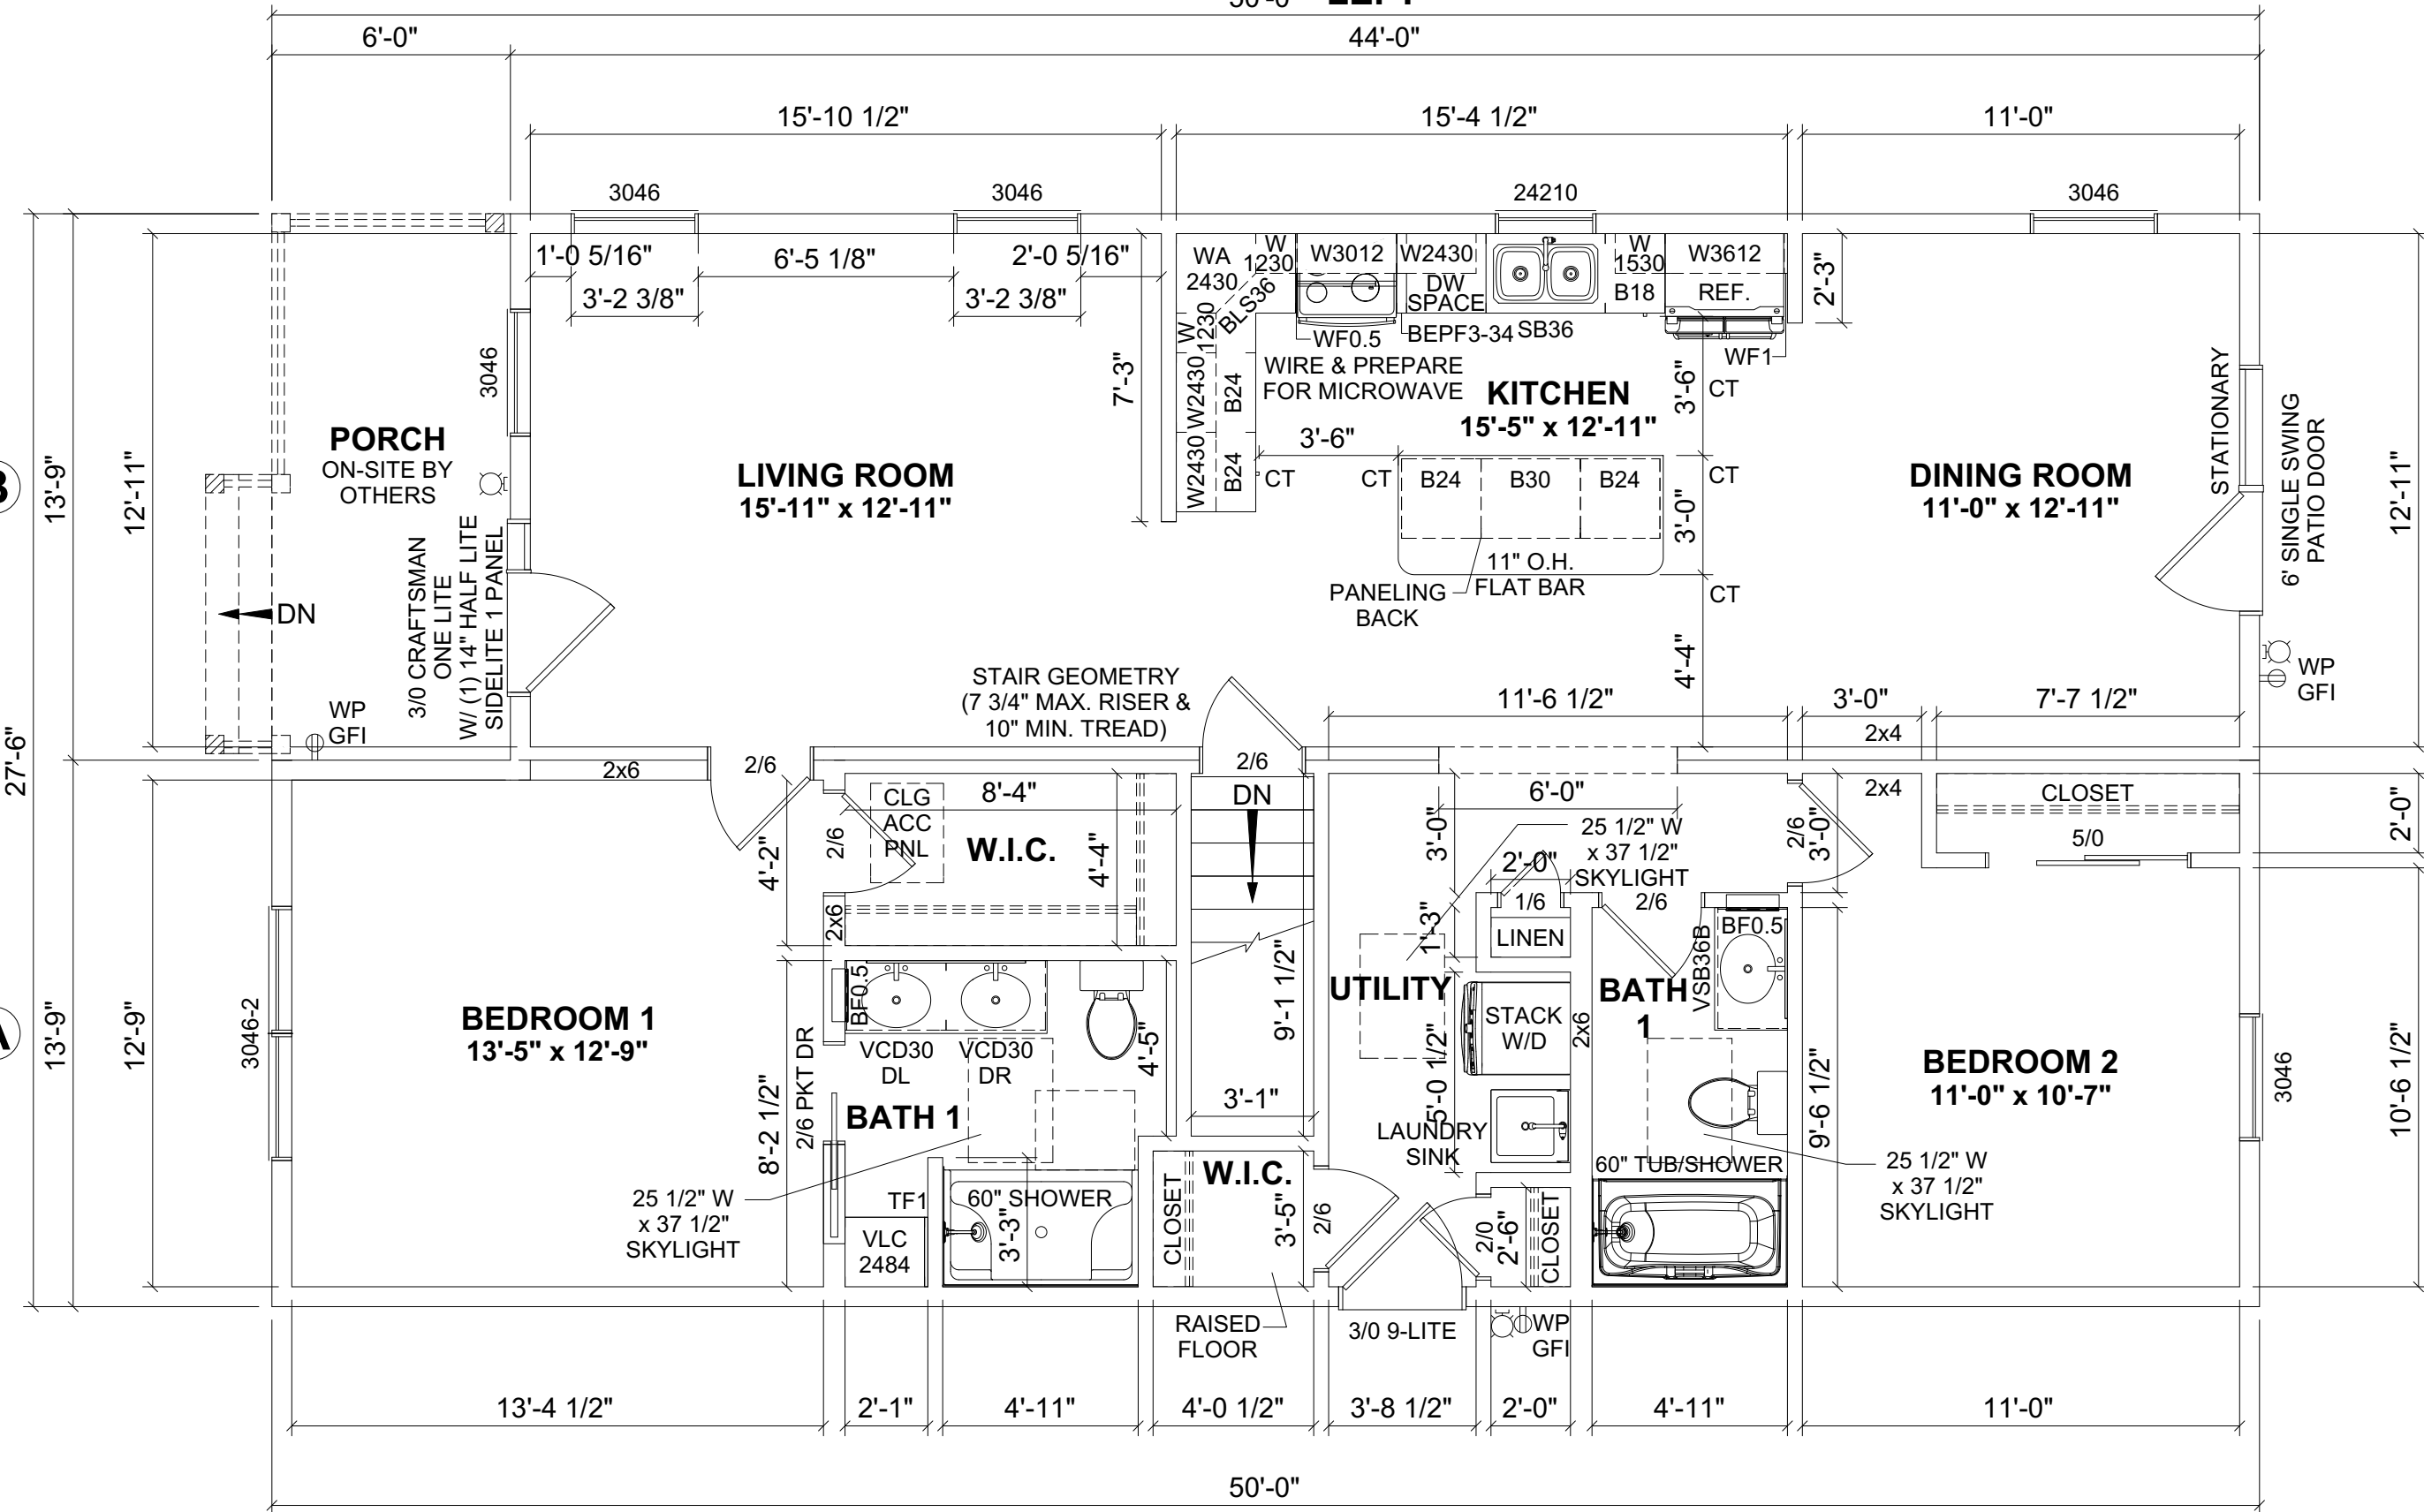 6'-0"
44'-0"
15'-10 1/2"
15'-4 1/2"
11'-0"
3046
3046
24210
3046
1'-0 5/16"
6'-5 1/8"
2'-0 5/16"
3'-2 3/8"
3'-2 3/8"
WA
2430
W
1230
W3012
W2430
W
1530
W3612
BLS36
DW
SPACE
B18
REF.
2'-3"
W
1230
WF0.5
BEPF3-34
SB36
WF1
WIRE & PREPARE
FOR MICROWAVE
3'-6"
CT
7'-3"
W2430
B24
W2430
B24
KITCHEN
15'-5" x 12'-11"
3'-6"
CT
CT
CT
B24
B30
B24
3'-0"
11" O.H.
FLAT BAR
PANELING
BACK
CT
4'-4"
3046
PORCH
ON-SITE BY
OTHERS
LIVING ROOM
15'-11" x 12'-11"
DINING ROOM
11'-0" x 12'-11"
STATIONARY
6' SINGLE SWING
PATIO DOOR
12'-11"
27'-6"
13'-9"
12'-11"
DN
3/0 CRAFTSMAN
ONE LITE
W/ (1) 14" HALF LITE
SIDELITE 1 PANEL
WP
GFI
WP
GFI
STAIR GEOMETRY
(7 3/4" MAX. RISER &
10" MIN. TREAD)
11'-6 1/2"
3'-0"
7'-7 1/2"
2x4
2x6
2/6
2/6
DN
CLG
ACC
PNL
8'-4"
W.I.C.
4'-2"
2/6
4'-4"
2x6
6'-0"
25 1/2" W
x 37 1/2"
SKYLIGHT
3'-0"
2'-0"
1/6
LINEN
1'-3"
2/6
2/6
3'-0"
2x4
CLOSET
5/0
2'-0"
BF0.5
VSB36B
UTILITY
BATH
1
STACK
W/D
2x6
9'-1 1/2"
5'-0 1/2"
LAUNDRY
SINK
3'-1"
13'-9"
12'-9"
3046-2
BEDROOM 1
13'-5" x 12'-9"
BF0.5
VCD30
DL
VCD30
DR
4'-5"
8'-2 1/2"
2/6 PKT DR
BATH 1
25 1/2" W
x 37 1/2"
SKYLIGHT
TF1
VLC
2484
60" SHOWER
3'-3"
W.I.C.
CLOSET
3'-5"
2/6
2/0
2'-6"
CLOSET
60" TUB/SHOWER
9'-6 1/2"
BEDROOM 2
11'-0" x 10'-7"
3046
10'-6 1/2"
25 1/2" W
x 37 1/2"
SKYLIGHT
RAISED
FLOOR
3/0 9-LITE
WP
GFI
13'-4 1/2"
2'-1"
4'-11"
4'-0 1/2"
3'-8 1/2"
2'-0"
4'-11"
11'-0"
50'-0"